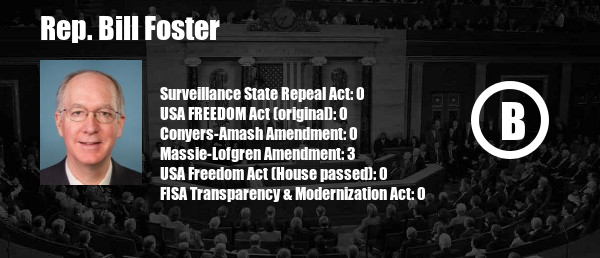 Rep. Bill Foster
Surveillance State Repeal Act: 0
USA FREEDOM Act (original): 0
Conyers-Amash Amendment: 0
Massie-Lofgren Amendment: 3
USA Freedom Act (House passed): 0
FISA Transparency & Modernization Act: 0
B